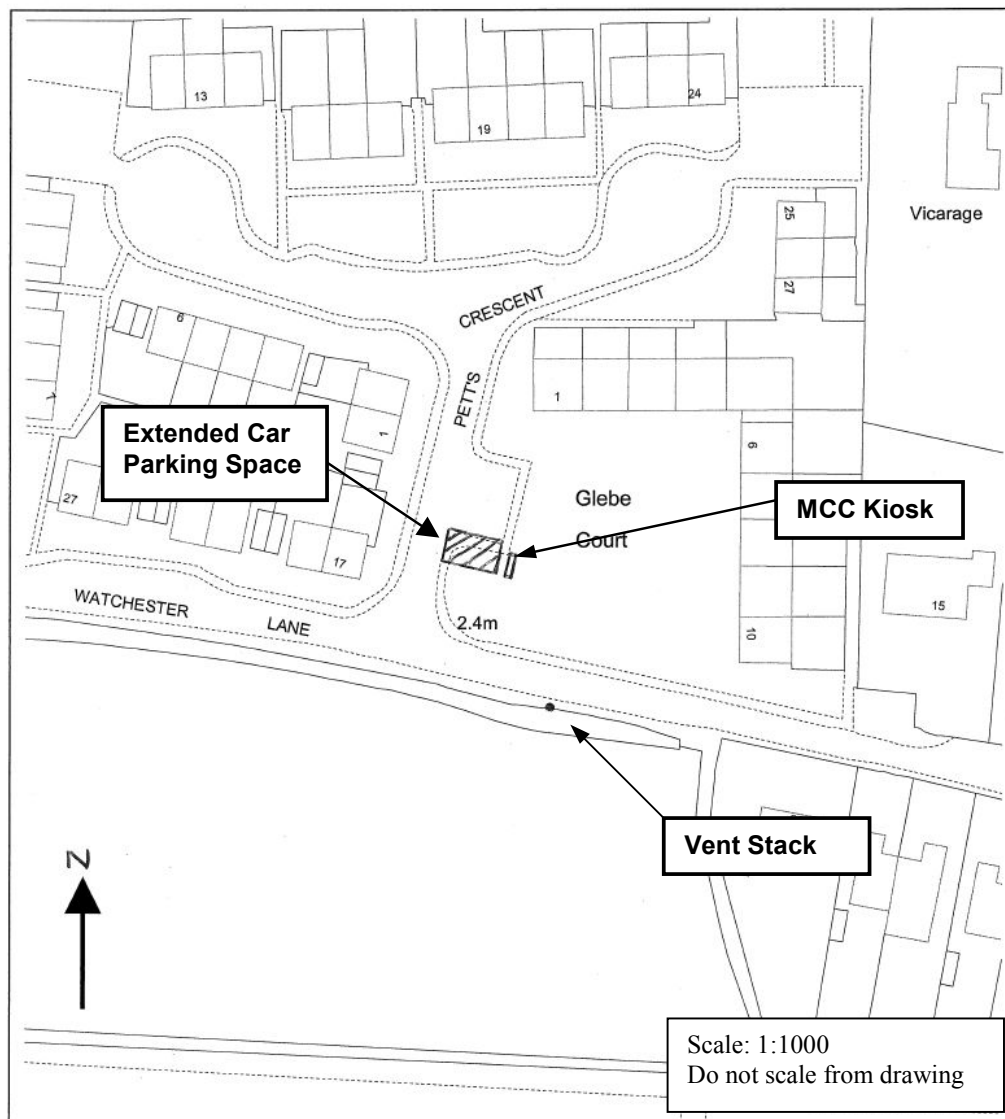 13
19
24
Vicarage
25
27
CRESCENT
6
PETT'S
1
1
Extended Car
Parking Space
6
27
Glebe
MCC Kiosk
Court
17
15
WATCHESTER
LANE
2.4m
10
Vent Stack
N
Scale: 1:1000
Do not scale from drawing